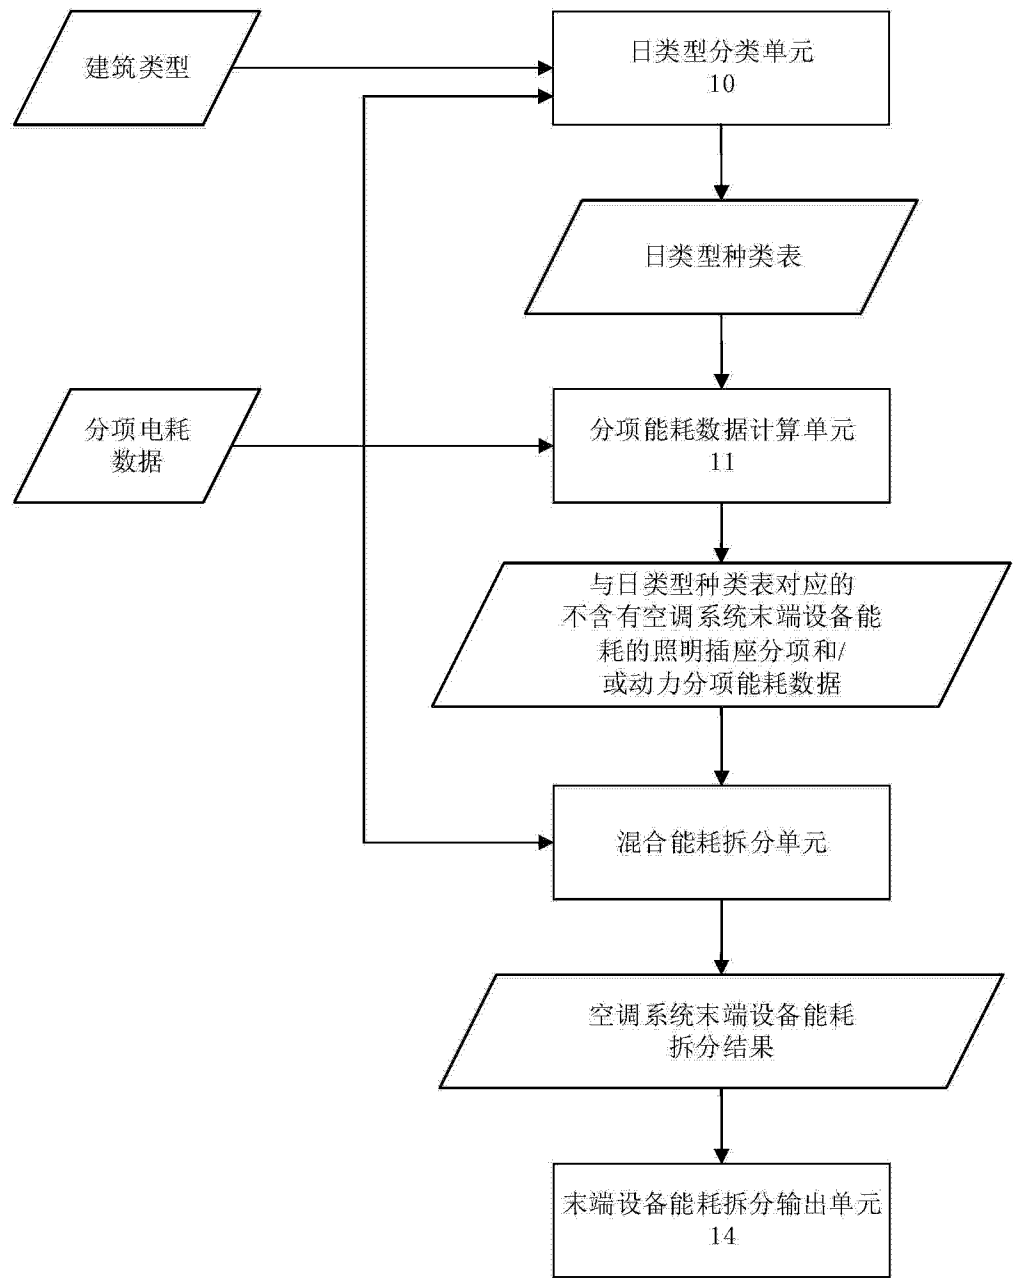 建筑类型
日类型分类单元
10
日类型种类表
分项电耗
数据
分项能耗数据计算单元
11
与日类型种类表对应的
不含有空调系统末端设备能
耗的照明插座分项和/
或动力分项能耗数据
混合能耗拆分单元
空调系统末端设备能耗
拆分结果
末端设备能耗拆分输出单元
14